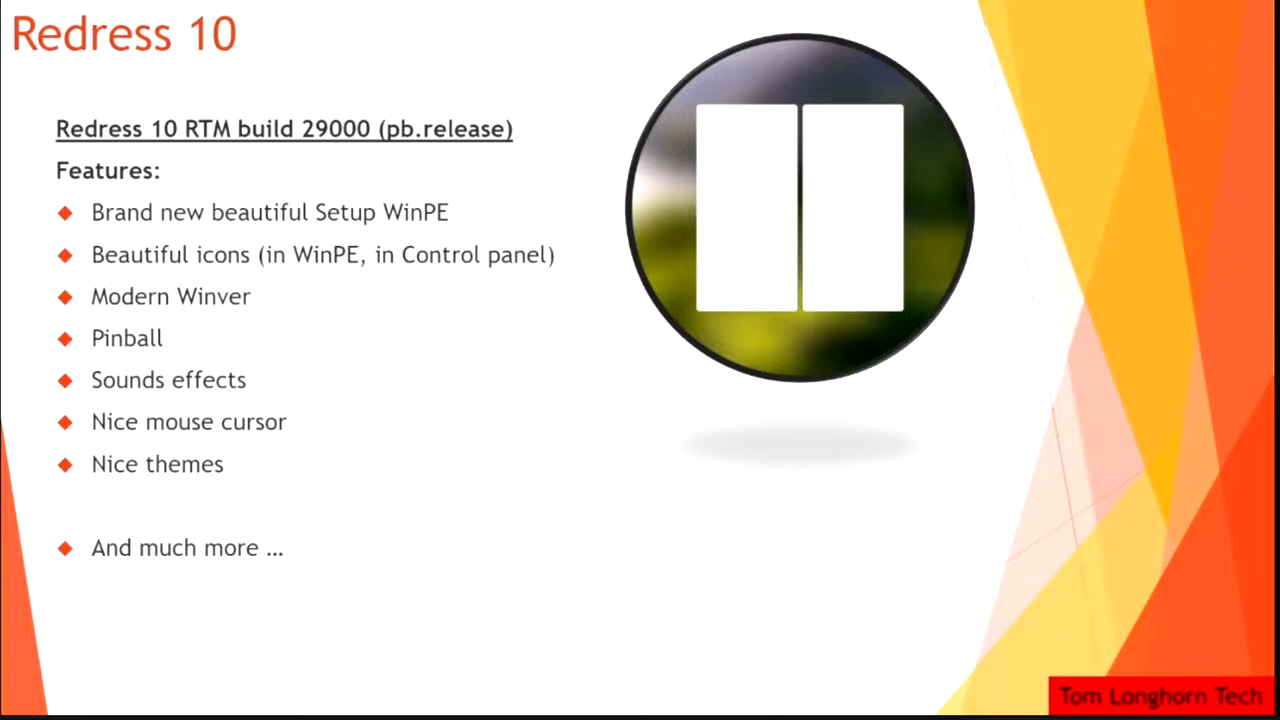 Redress 10
Redress 10 RTM build 29000 (pb.release)
Features:
Brand new beautiful Setup WinPE
Beautiful icons (in WinPE, in Control panel)
Modern Winver
Pinball
Sounds effects
Nice mouse cursor
Nice themes
And much more ...
Tom Longhorn Tech